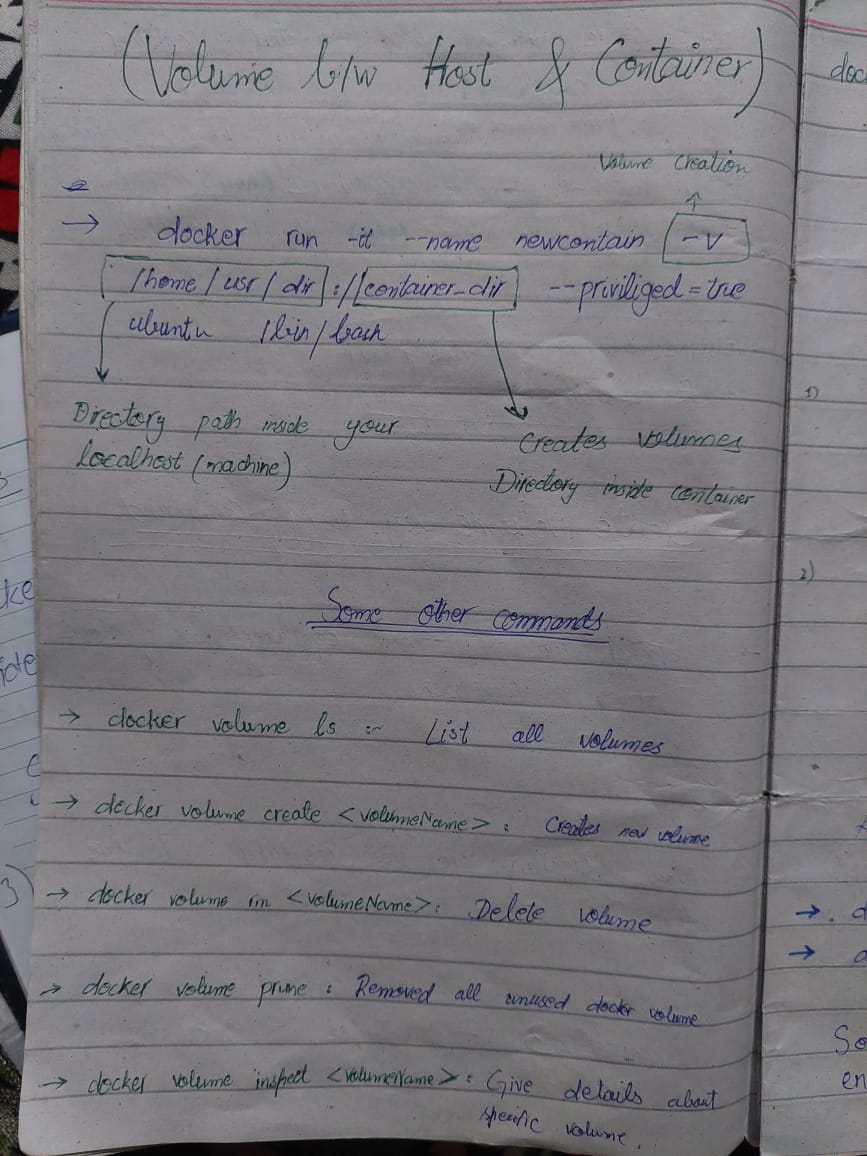 (Volume b/w Host & Container)
Volume Creation
→ docker run -it --name newcontain -v
/home/usr/dir://container_dir --priviliged=true
ubuntu /bin/bash
Directory path inside your
localhost (machine)
Creates volumes
Directory inside container
Some other commands
→ docker volume ls :- List all volumes
→ docker volume create <volumeName> : Creates new volume
→ docker volume rm <volumeName> : Delete volume
→ docker volume prune : Removed all unused docker volume
→ docker volume inspect <volumeName> : Give details about
specific volume.
doc
1)
2)
→ . d
→ d
So
en
ke
ide
3)